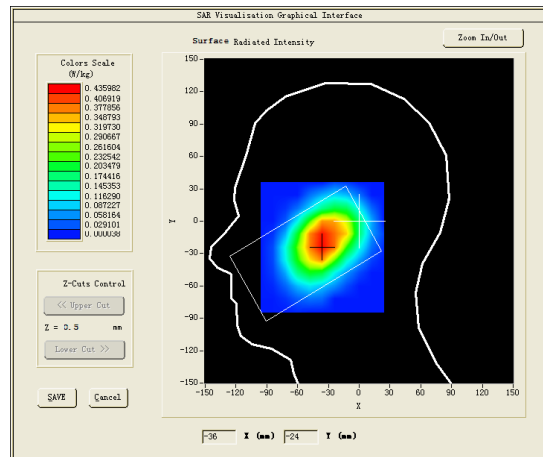 SAR Visualisation Graphical Interface
Surface Radiated Intensity
Zoom In/Out
Colors Scale
(W/kg)
0.435982
0.406919
0.377856
0.348793
0.319730
0.290667
0.261604
0.232542
0.203479
0.174416
0.145353
0.116290
0.087227
0.058164
0.029101
0.000038
Z-Cuts Control
<< Upper Cut
Z = 0.5 mm
Lower Cut >>
SAVE Cancel
150
120
90
60
30
0
-30
-60
-90
-120
-150
Y
-150 -120 -90 -60 -30 0 30 60 90 120 150
X
-36 X (mm) -24 Y (mm)